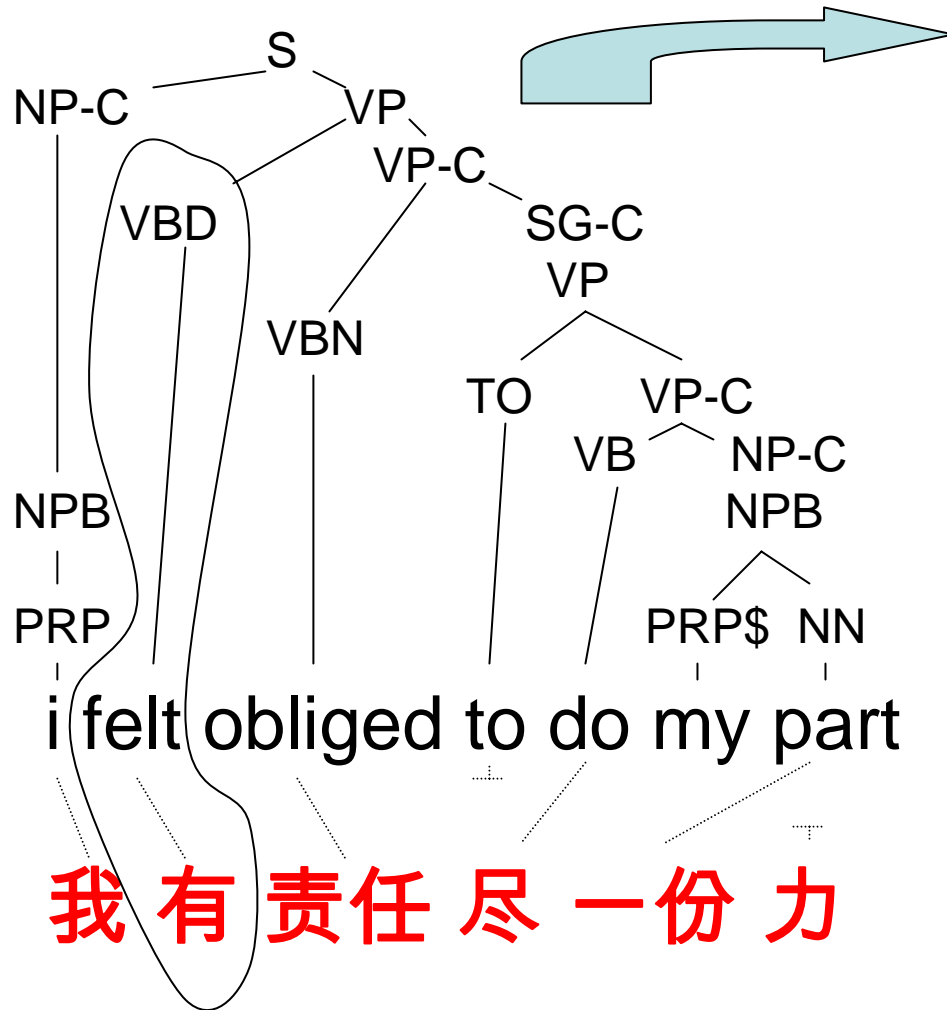 S
NP-C VP
VP-C
VBD SG-C
VP
VBN
TO VP-C
VB NP-C
NPB NPB
PRP PRP$ NN
i felt obliged to do my part
我 有 责任 尽 一份 力